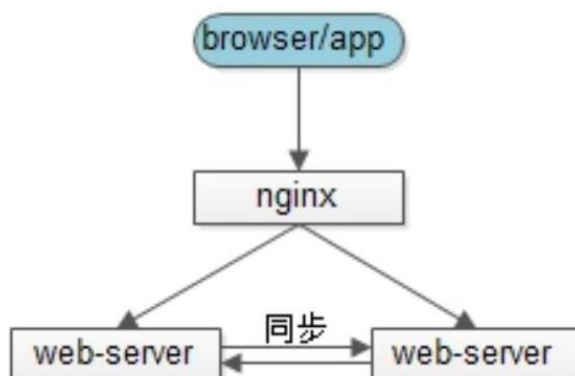 browser/app
nginx
同步
web-server
web-server